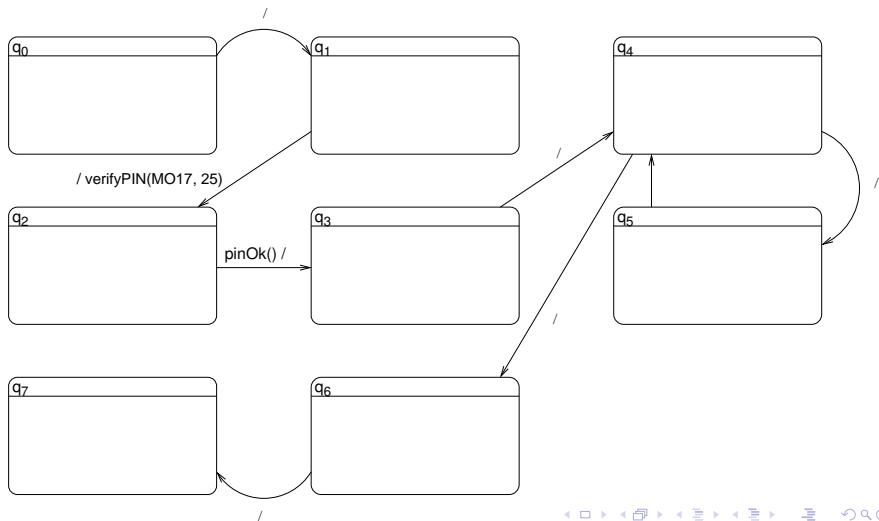 /
q0
q1
q4
/ verifyPIN(MO17, 25)
/
/
q2
q3
q5
pinOk() /
/
q7
q6
/